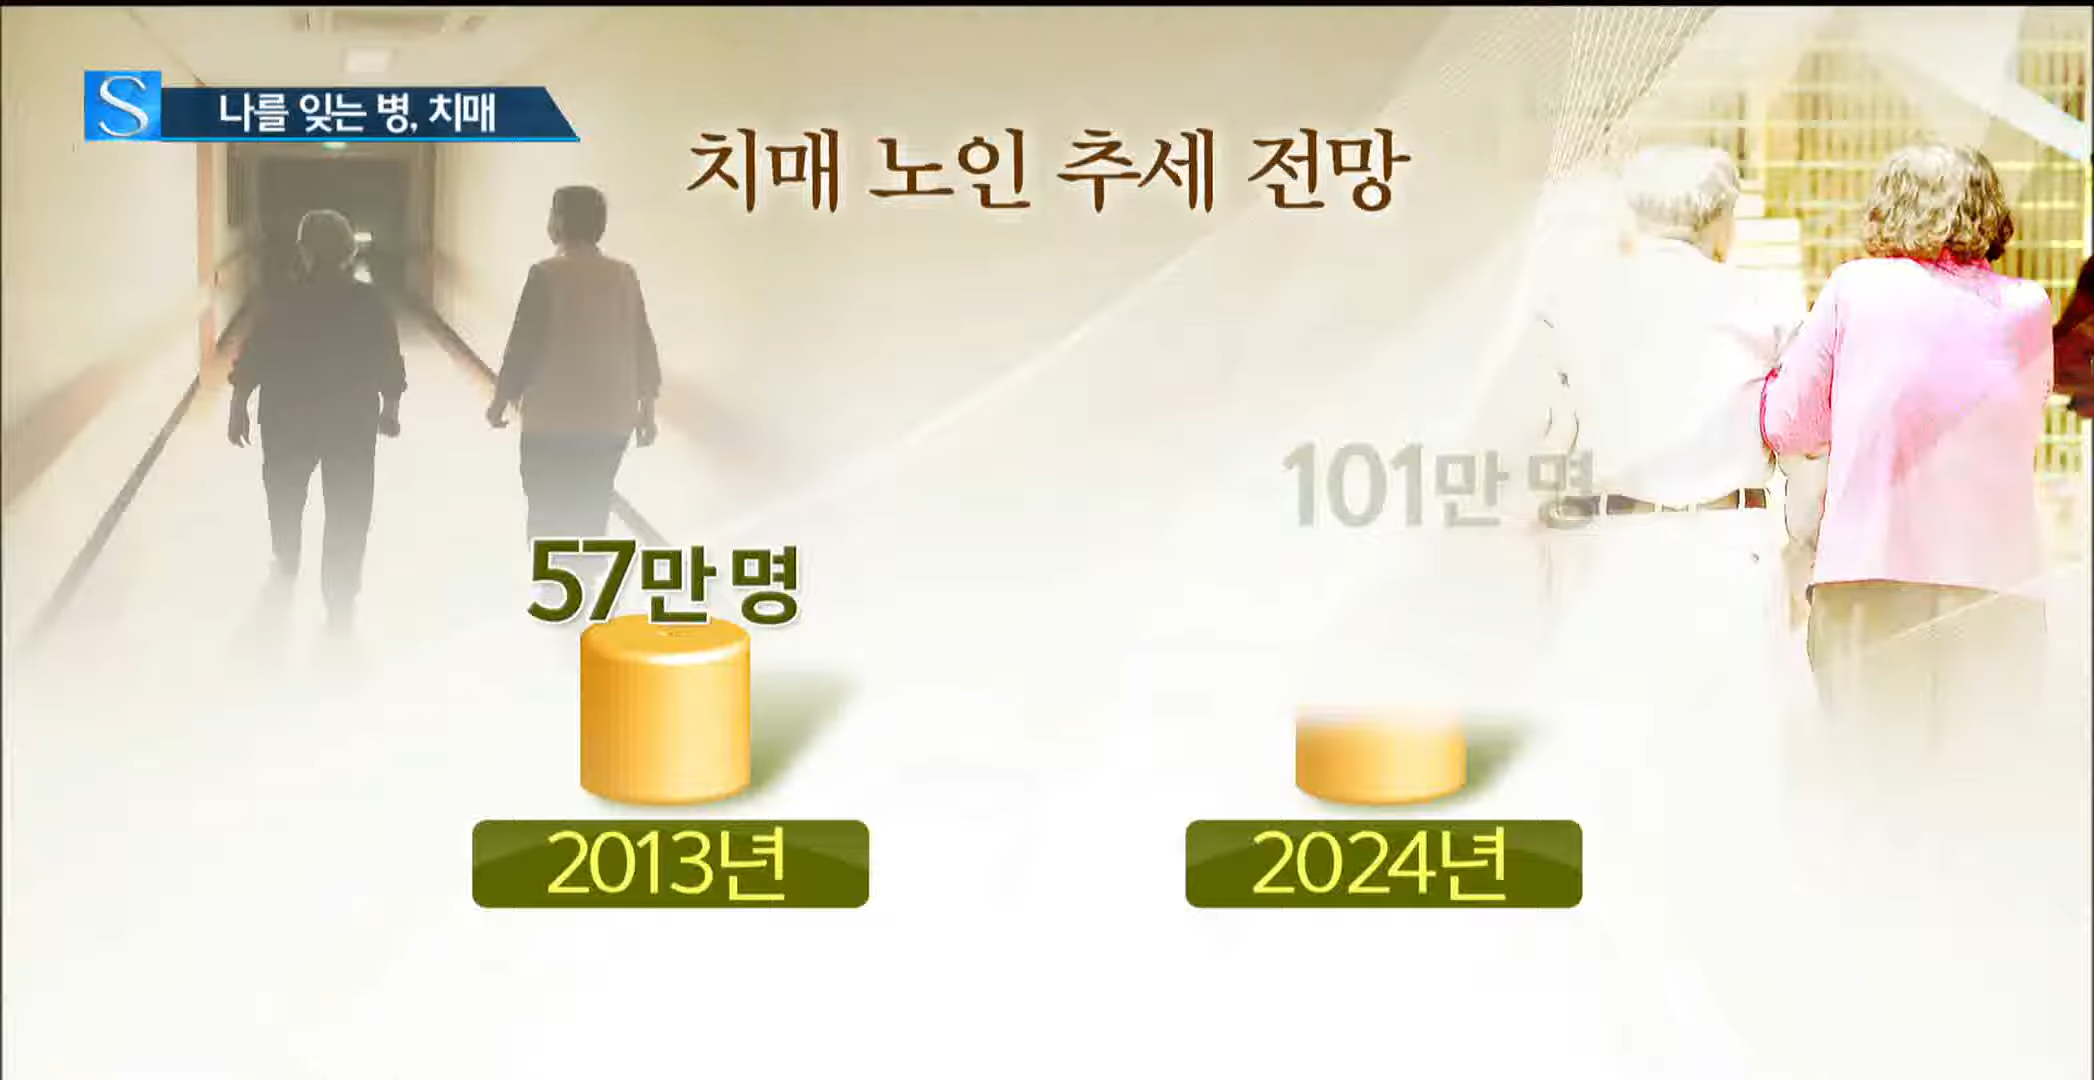 S 나를 잊는 병, 치매
치매 노인 추세 전망
101만 명
57만 명
2013년
2024년